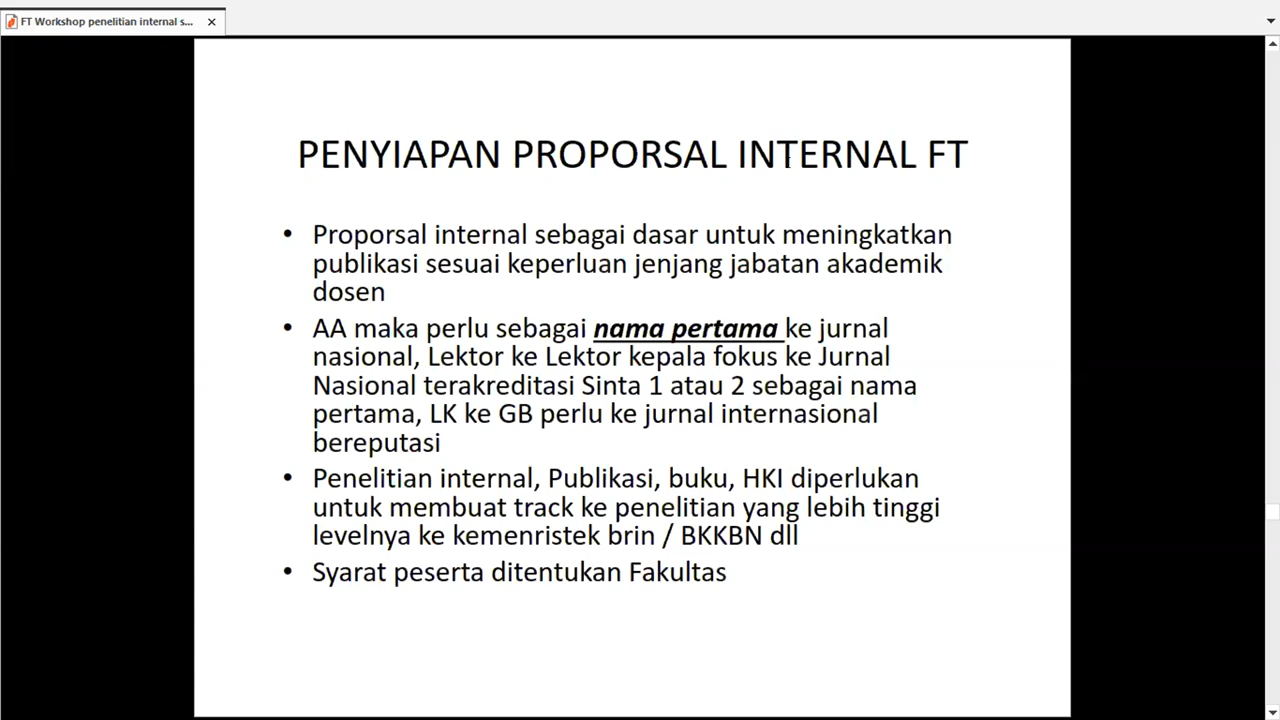 FT Workshop penelitian internal s...
PENYIAPAN PROPORSAL INTERNAL FT
• Proporsal internal sebagai dasar untuk meningkatkan
publikasi sesuai keperluan jenjang jabatan akademik
dosen
• AA maka perlu sebagai nama pertama ke jurnal
nasional, Lektor ke Lektor kepala fokus ke Jurnal
Nasional terakreditasi Sinta 1 atau 2 sebagai nama
pertama, LK ke GB perlu ke jurnal internasional
bereputasi
• Penelitian internal, Publikasi, buku, HKI diperlukan
untuk membuat track ke penelitian yang lebih tinggi
levelnya ke kemenristek brin / BKKBN dll
• Syarat peserta ditentukan Fakultas